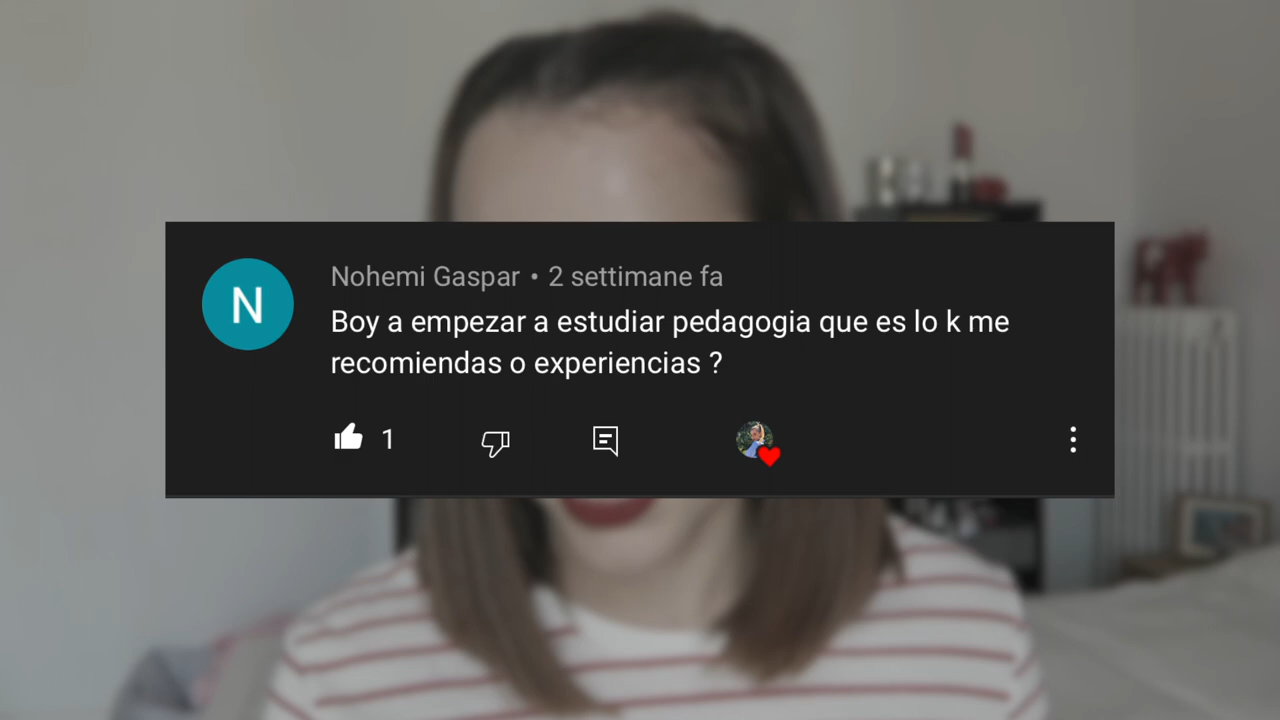 N
Nohemi Gaspar • 2 settimane fa
Boy a empezar a estudiar pedagogia que es lo k me
recomiendas o experiencias ?
1